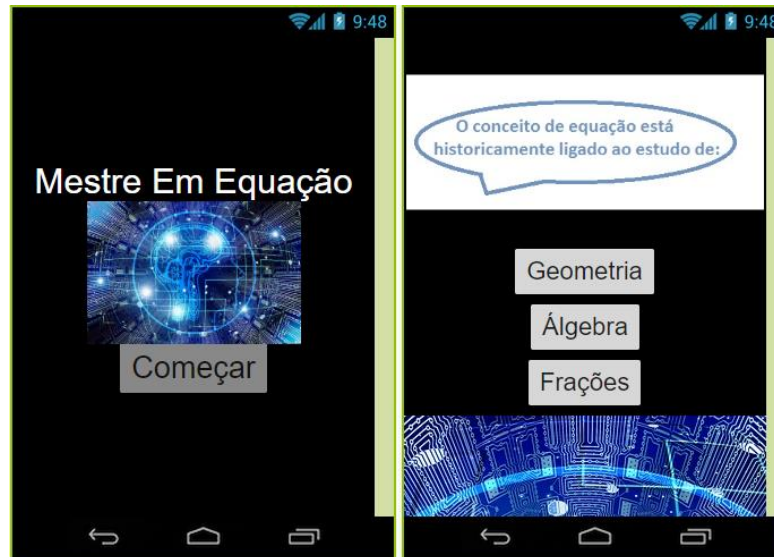 9:48
Mestre Em Equação
Começar
9:48
O conceito de equação está
historicamente ligado ao estudo de:
Geometria
Álgebra
Frações